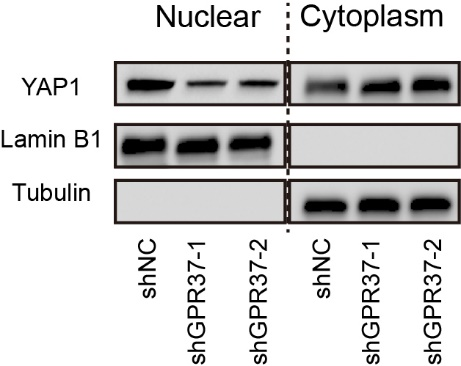 Nuclear Cytoplasm
YAP1
Lamin B1
Tubulin
shNC shGPR37-1 shGPR37-2 shNC shGPR37-1 shGPR37-2